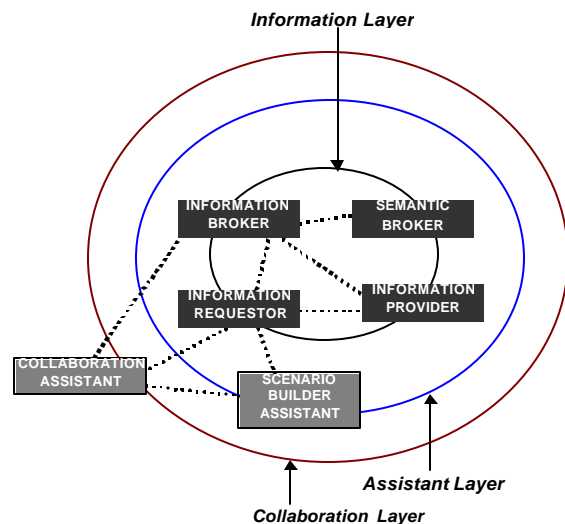 Information Layer
INFORMATION
BROKER
SEMANTIC
BROKER
INFORMATION
REQUESTOR
INFORMATION
PROVIDER
COLLABORATION
ASSISTANT
SCENARIO
BUILDER
ASSISTANT
Assistant Layer
Collaboration Layer